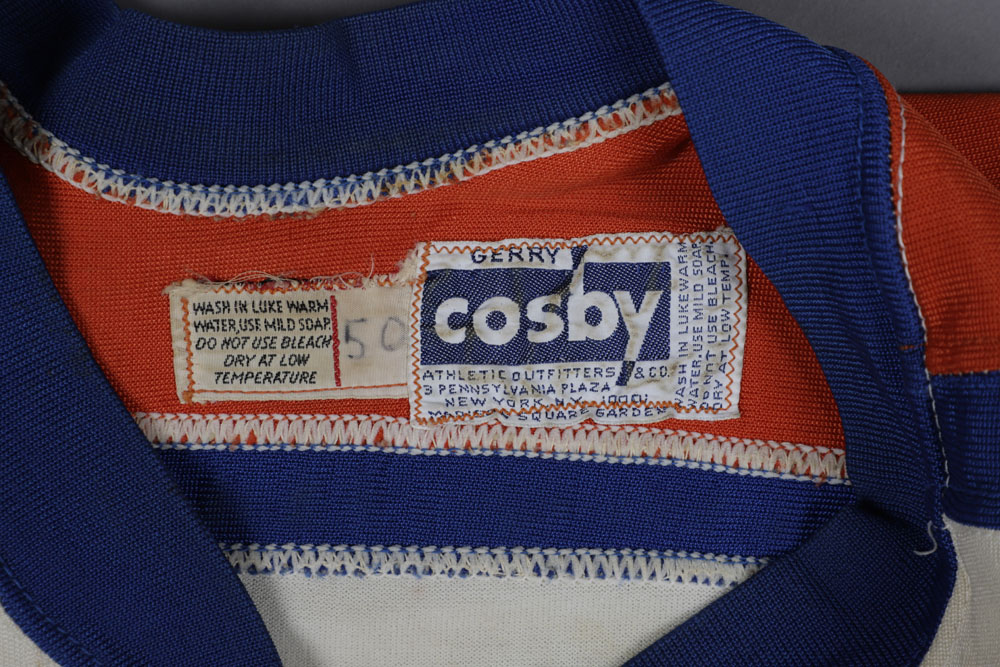 WASH IN LUKE WARM
WATER, USE MILD SOAP.
DO NOT USE BLEACH
DRY AT LOW
TEMPERATURE
50
GERRY
cosby
ATHLETIC OUTFITTERS & CO.
3 PENNSYLVANIA PLAZA
NEW YORK, N.Y.
SQUARE GARDEN
WASH IN LUKEWARM
WATER, USE MILD SOAP
DO NOT USE BLEACH
DRY AT LOW TEMP.